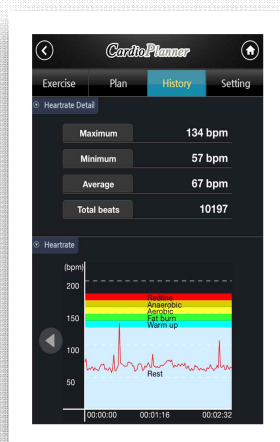 CardioPlanner
Exercise Plan History Setting
Heartrate Detail
Maximum 134 bpm
Minimum 57 bpm
Average 67 bpm
Total beats 10197
Heartrate
(bpm)
200
Redline
Anaerobic
Aerobic
Fat burn
150
Warm up
100
Rest
50
00:00:00 00:01:16 00:02:32